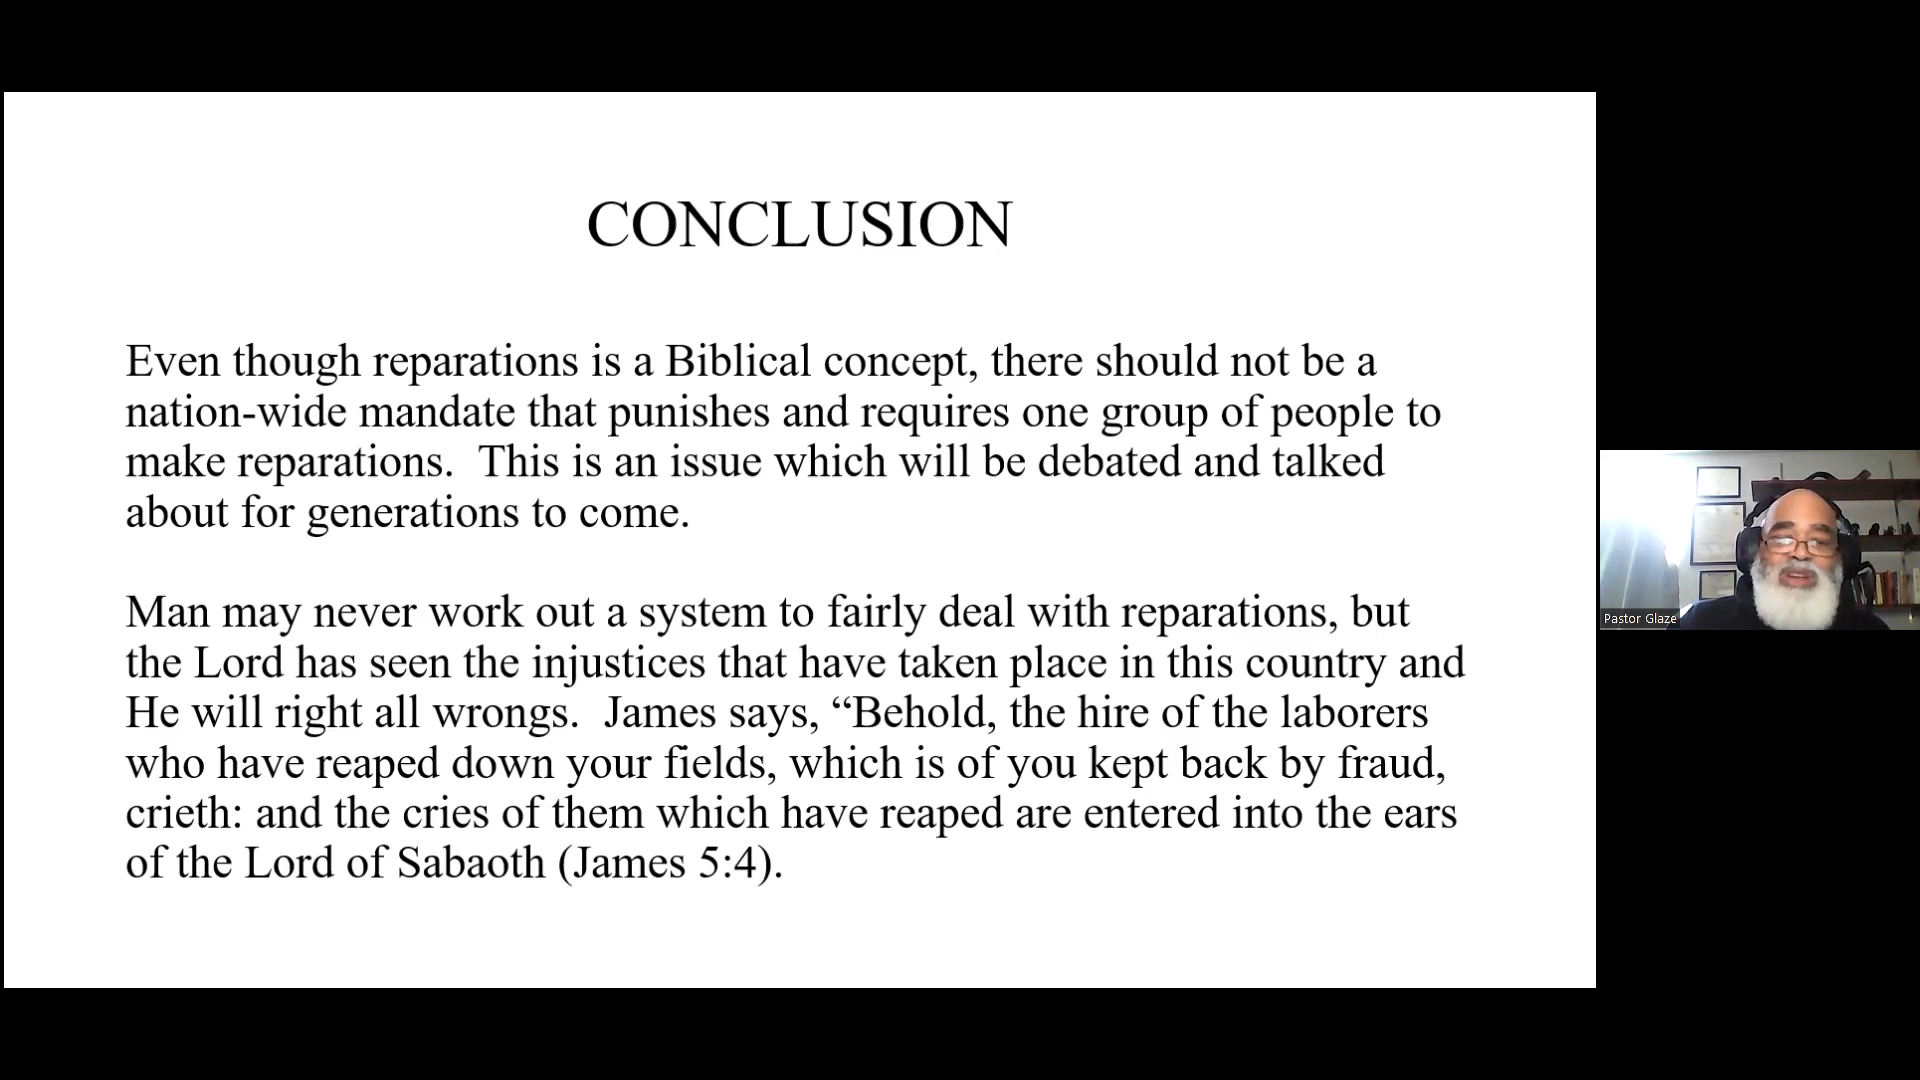 CONCLUSION
Even though reparations is a Biblical concept, there should not be a
nation-wide mandate that punishes and requires one group of people to
make reparations.  This is an issue which will be debated and talked
about for generations to come.
Man may never work out a system to fairly deal with reparations, but
the Lord has seen the injustices that have taken place in this country and
He will right all wrongs.  James says, “Behold, the hire of the laborers
who have reaped down your fields, which is of you kept back by fraud,
crieth: and the cries of them which have reaped are entered into the ears
of the Lord of Sabaoth (James 5:4).
Pastor Glaze